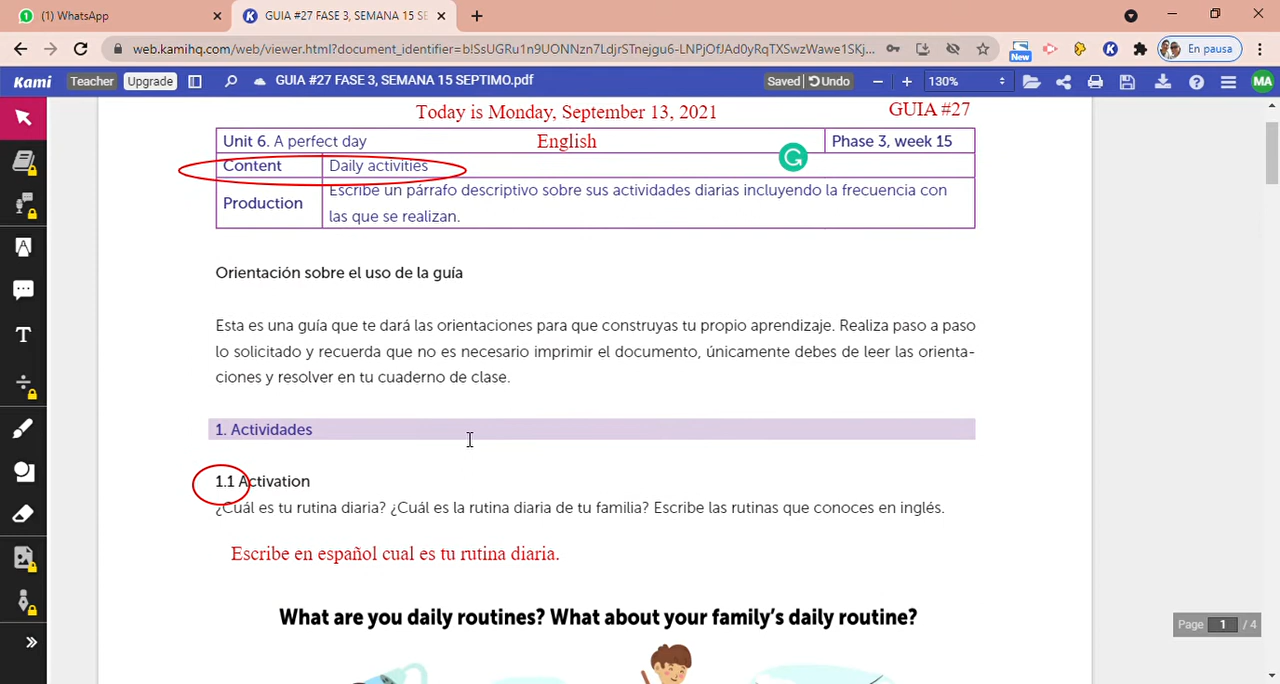 (1) WhatsApp
GUIA #27 FASE 3, SEMANA 15 SE
web.kamihq.com/web/viewer.html?document_identifier=blSsUGRu1n9UONNzn7LdjrSTnejgu6-LNPjOfJAd0yRqTXSwzWawe1SKj...
New
En pausa
Kami
Teacher
Upgrade
GUIA #27 FASE 3, SEMANA 15 SEPTIMO.pdf
Saved Undo
130%
MA
Today is Monday, September 13, 2021
GUIA #27
Unit 6. A perfect day
English
Phase 3, week 15
Content
Daily activities
Production
Escribe un párrafo descriptivo sobre sus actividades diarias incluyendo la frecuencia con
las que se realizan.
Orientación sobre el uso de la guía
Esta es una guía que te dará las orientaciones para que construyas tu propio aprendizaje. Realiza paso a paso
lo solicitado y recuerda que no es necesario imprimir el documento, únicamente debes de leer las orienta-
ciones y resolver en tu cuaderno de clase.
1. Actividades
1.1 Activation
¿Cuál es tu rutina diaria? ¿Cuál es la rutina diaria de tu familia? Escribe las rutinas que conoces en inglés.
Escribe en español cual es tu rutina diaria.
What are you daily routines? What about your family's daily routine?
Page 1 / 4